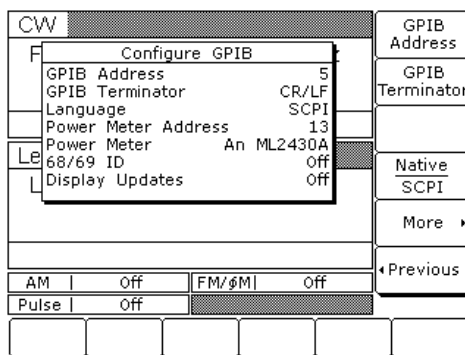 CW
F
Configure GPIB
GPIB Address 5
GPIB Terminator CR/LF
Language SCPI
Power Meter Address 13
Power Meter An ML2430A
68/69 ID Off
Display Updates Off
Le
L
AM | Off FM/ϕM| Off
Pulse | Off
GPIB
Address
GPIB
Terminator
Native
SCPI
More
Previous